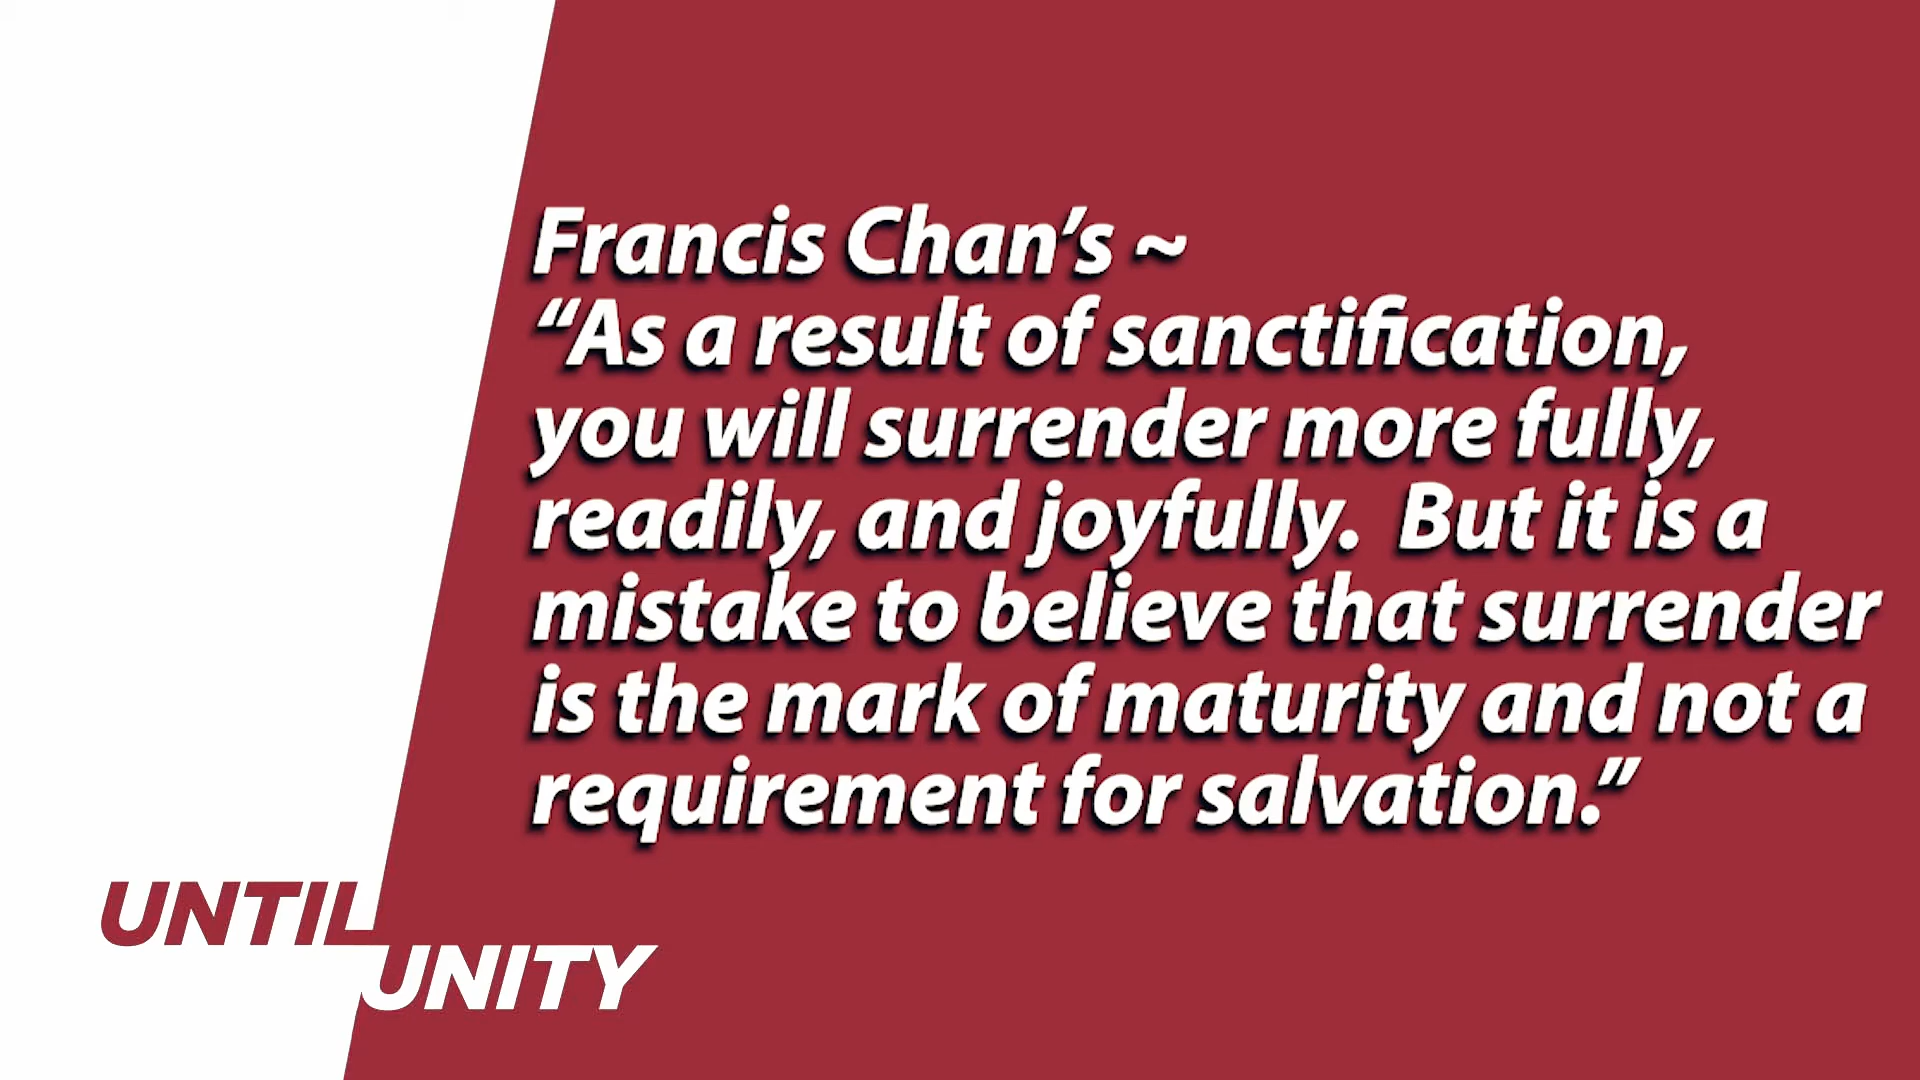 Francis Chan’s ~
“As a result of sanctification,
you will surrender more fully,
readily, and joyfully.  But it is a
mistake to believe that surrender
is the mark of maturity and not a
requirement for salvation.”
UNTIL
UNITY